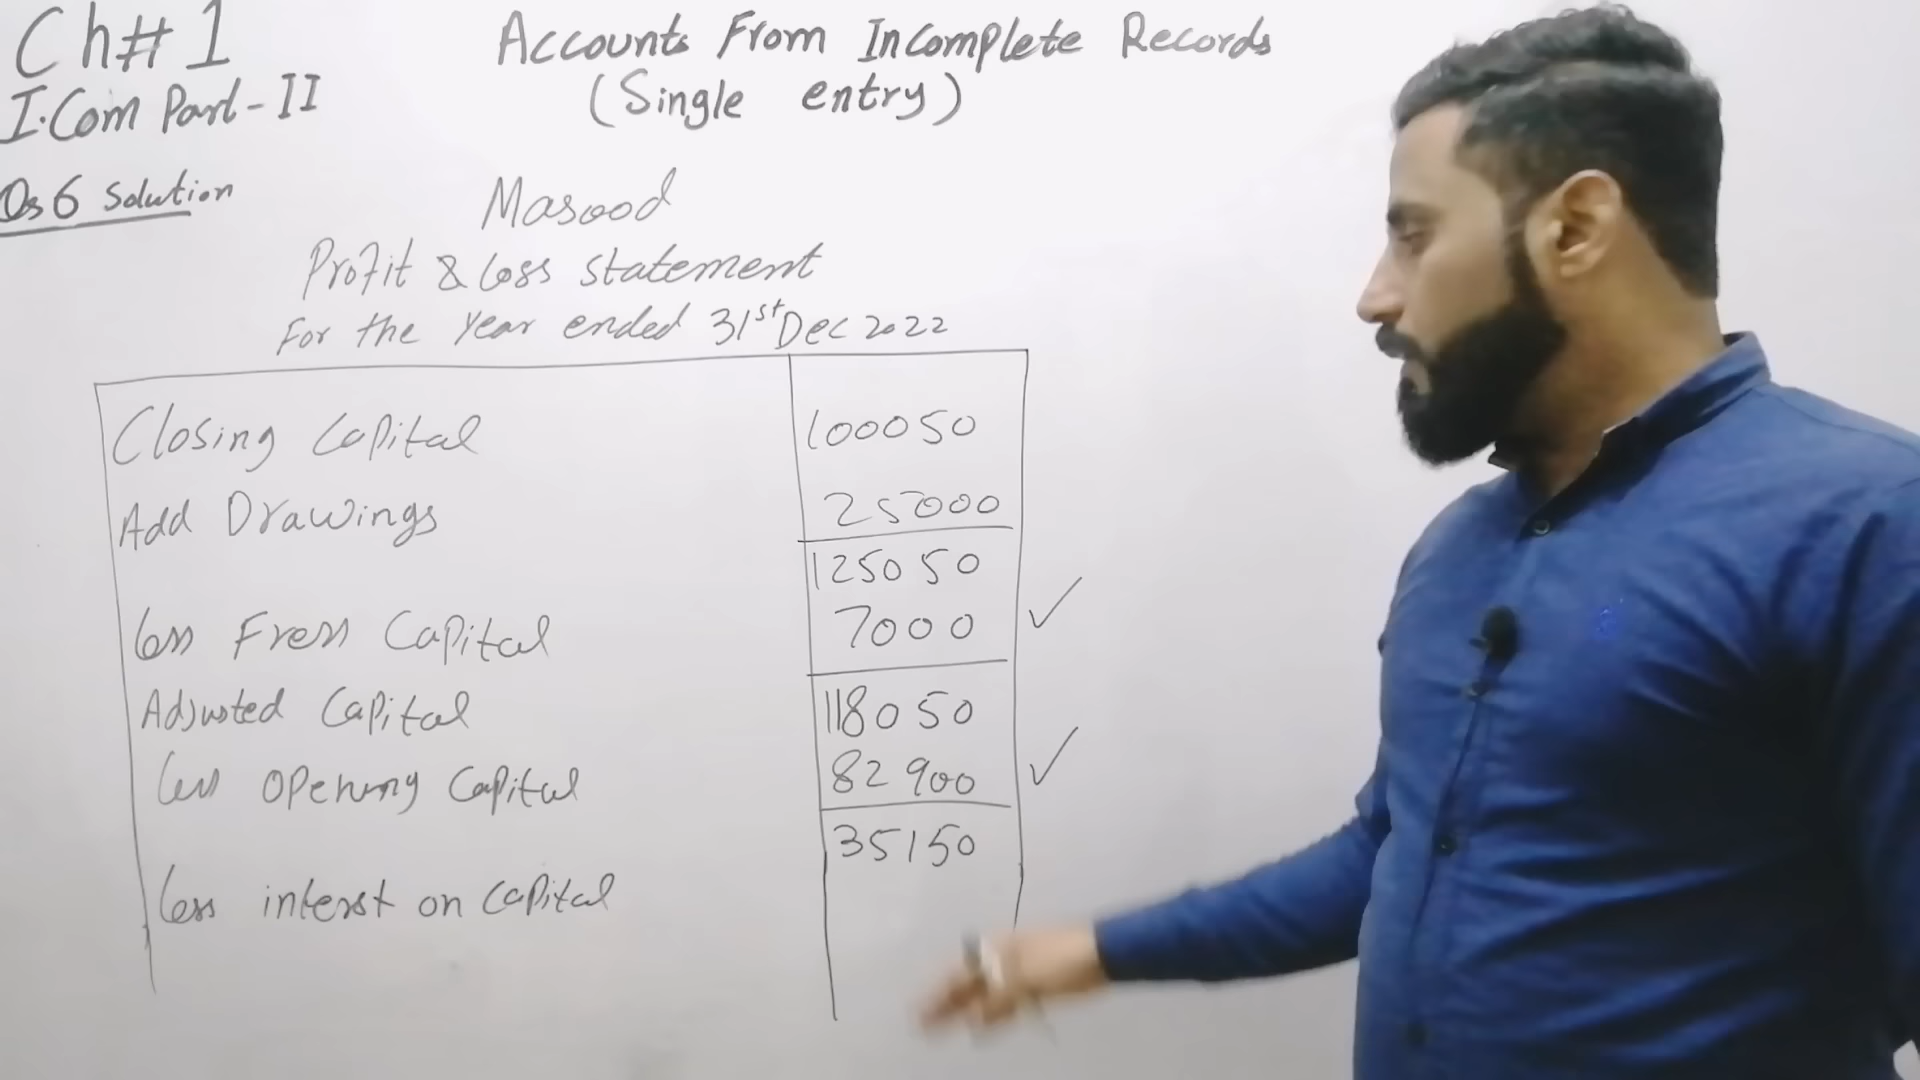 Ch#1
I.Com Part-II
Qs 6 Solution
Accounts From Incomplete Records
(Single entry)
Masood
Profit & Loss statement
For the Year ended 31st Dec 2022
Closing Capital 100050
Add Drawings 25000
125050
Less Fresh Capital 7000 ✓
Adjusted Capital 118050
Less Opening Capital 82900 ✓
35150
Less interst on Capital